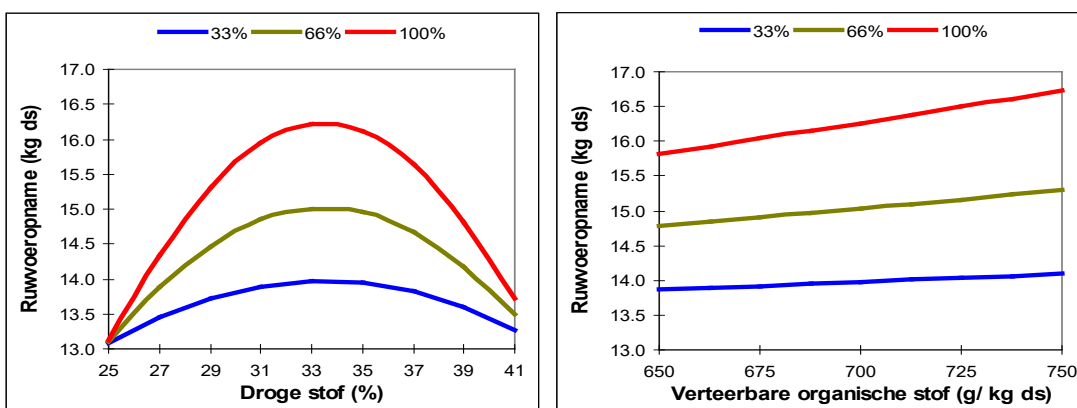 33% 66% 100%
Ruwvoeropname (kg ds)
17.0
16.5
16.0
15.5
15.0
14.5
14.0
13.5
13.0
25 27 29 31 33 35 37 39 41
Droge stof (%)
33% 66% 100%
Ruwvoeropname (kg ds)
17.0
16.5
16.0
15.5
15.0
14.5
14.0
13.5
13.0
650 675 700 725 750
Verteerbare organische stof (g/ kg ds)